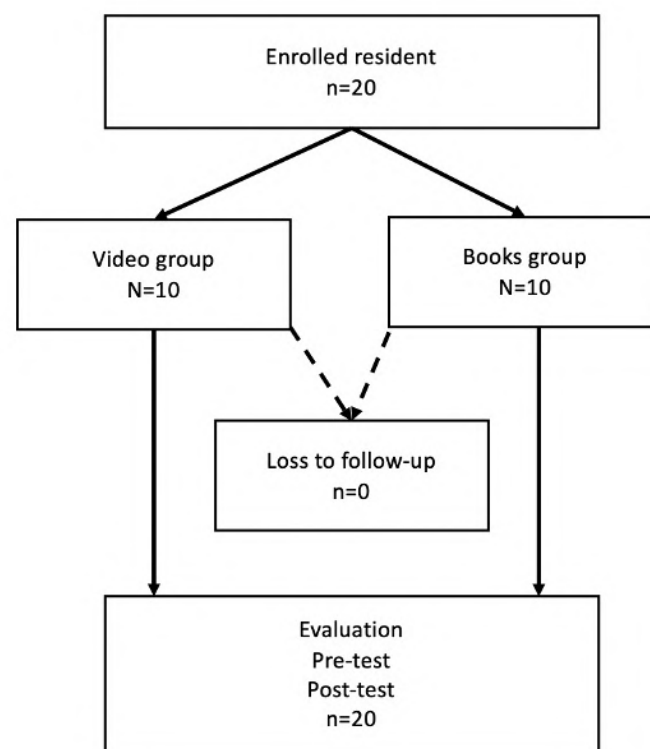 Enrolled resident
n=20
Video group
N=10
Books group
N=10
Loss to follow-up
n=0
Evaluation
Pre-test
Post-test
n=20